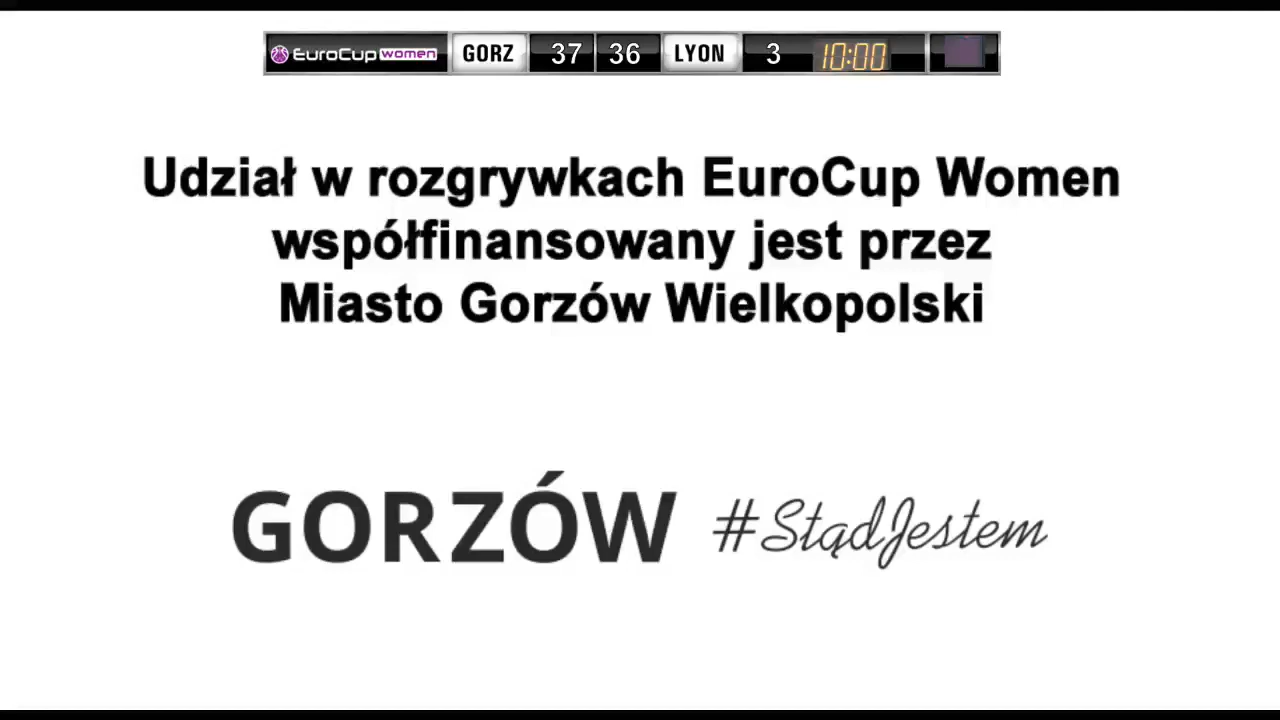 EuroCup women GORZ 37 36 LYON 3 10:00
Udział w rozgrywkach EuroCup Women
współfinansowany jest przez
Miasto Gorzów Wielkopolski
GORZÓW #StądJestem